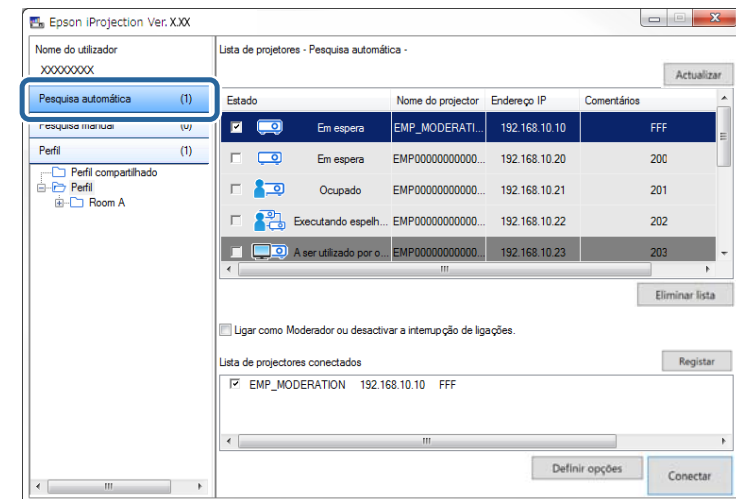 Epson iProjection Ver. X.XX
Nome do utilizador
XXXXXXXX
Pesquisa automática (1)
Pesquisa manual (0)
Perfil (1)
Perfil compartilhado
Perfil
Room A
Lista de projetores - Pesquisa automática -
Actualizar
Estado Nome do projector Endereço IP Comentários
Em espera EMP_MODERATI... 192.168.10.10 FFF
Em espera EMP00000000000... 192.168.10.20 200
Ocupado EMP00000000000... 192.168.10.21 201
Executando espelh... EMP00000000000... 192.168.10.22 202
A ser utilizado por o... EMP00000000000... 192.168.10.23 203
Eliminar lista
Ligar como Moderador ou desactivar a interrupção de ligações.
Lista de projectores conectados
Registar
EMP_MODERATION 192.168.10.10 FFF
Definir opções
Conectar